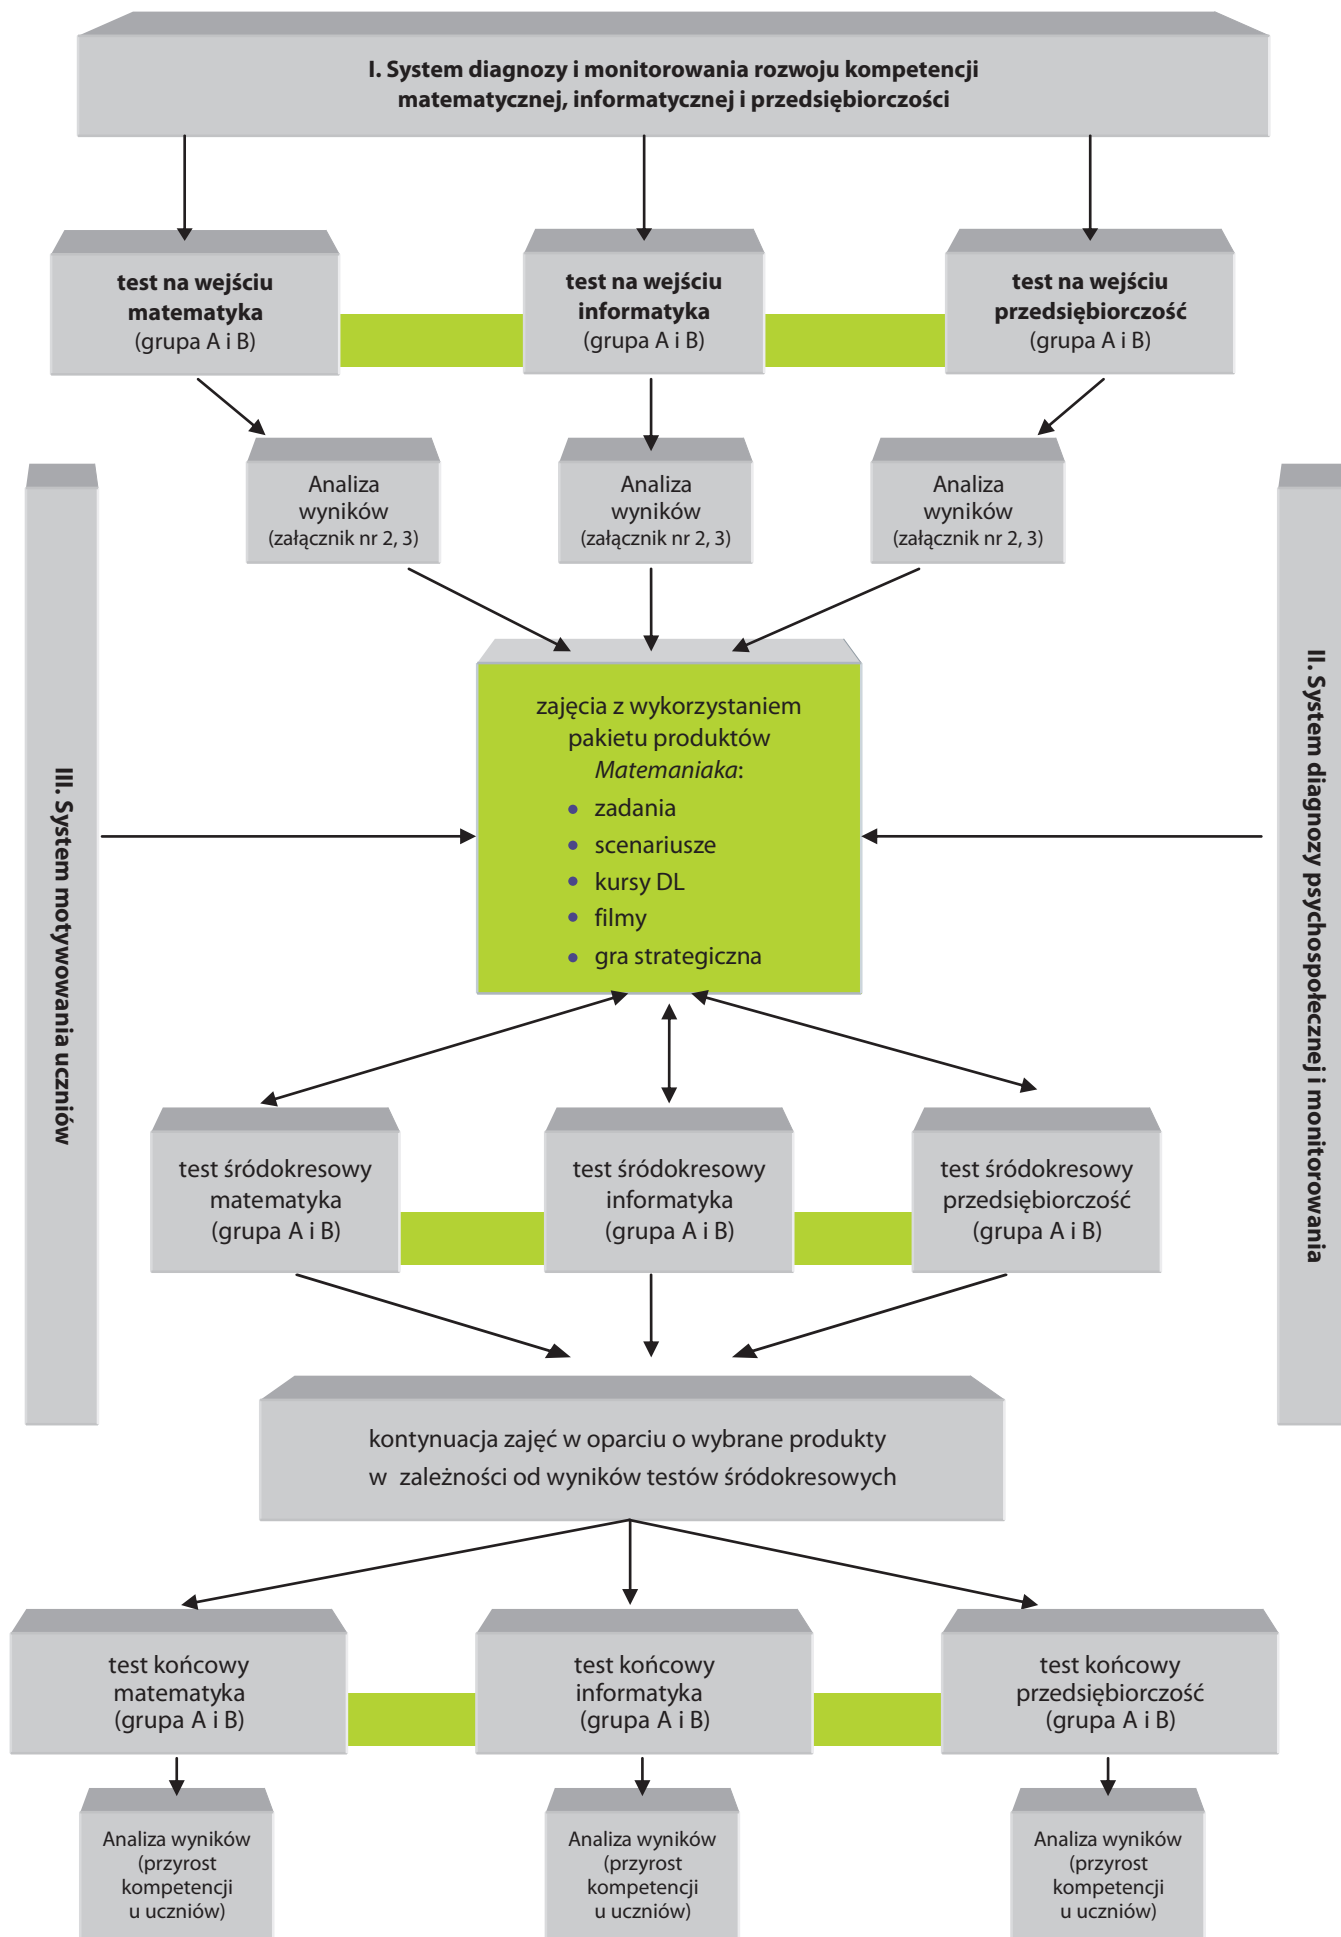 I. System diagnozy i monitorowania rozwoju kompetencji
matematycznej, informatycznej i przedsiębiorczości
test na wejściu
matematyka
(grupa A i B)
test na wejściu
informatyka
(grupa A i B)
test na wejściu
przedsiębiorczość
(grupa A i B)
Analiza
wyników
(załącznik nr 2, 3)
Analiza
wyników
(załącznik nr 2, 3)
Analiza
wyników
(załącznik nr 2, 3)
III. System motywowania uczniów
zajęcia z wykorzystaniem
pakietu produktów
Matemaniaka:
• zadania
• scenariusze
• kursy DL
• filmy
• gra strategiczna
II. System diagnozy psychospołecznej i monitorowania
test śródokresowy
matematyka
(grupa A i B)
test śródokresowy
informatyka
(grupa A i B)
test śródokresowy
przedsiębiorczość
(grupa A i B)
kontynuacja zajęć w oparciu o wybrane produkty
w zależności od wyników testów śródokresowych
test końcowy
matematyka
(grupa A i B)
test końcowy
informatyka
(grupa A i B)
test końcowy
przedsiębiorczość
(grupa A i B)
Analiza wyników
(przyrost
kompetencji
u uczniów)
Analiza wyników
(przyrost
kompetencji
u uczniów)
Analiza wyników
(przyrost
kompetencji
u uczniów)